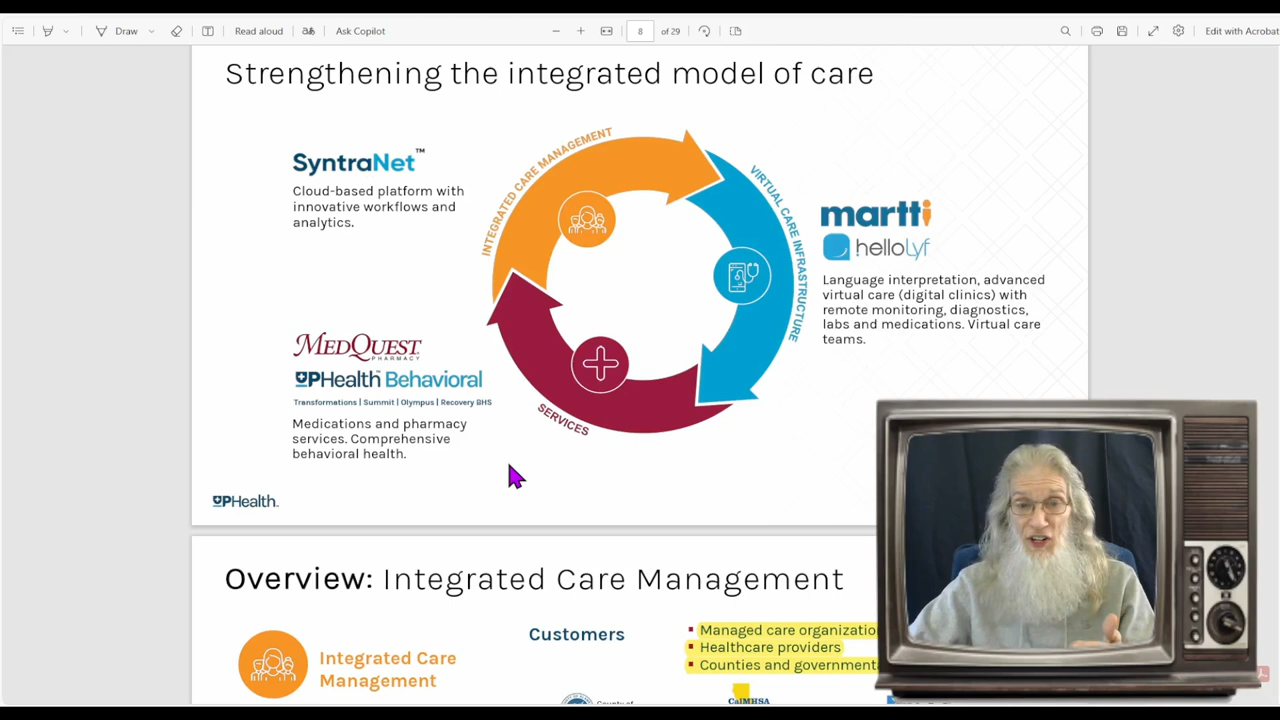 Draw
Read aloud
Ask Copilot
8
of 29
Edit with Acrobat
Strengthening the integrated model of care
SyntraNet™
Cloud-based platform with
innovative workflows and
analytics.
INTEGRATED CARE MANAGEMENT
VIRTUAL CARE INFRASTRUCTURE
SERVICES
martti
helloLyf
Language interpretation, advanced
virtual care (digital clinics) with
remote monitoring, diagnostics,
labs and medications. Virtual care
teams.
MEDQUEST
PHARMACY
UPHealth Behavioral
Transformations | Summit | Olympus | Recovery BHS
Medications and pharmacy
services. Comprehensive
behavioral health.
UPHealth.
Overview: Integrated Care Management
Integrated Care
Management
Customers
Managed care organizatio
Healthcare providers
Counties and government
County of
CalMHSA